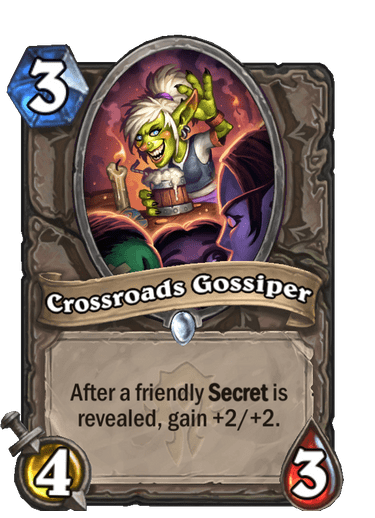 3
Crossroads Gossiper
After a friendly Secret is
revealed, gain +2/+2.
4
3